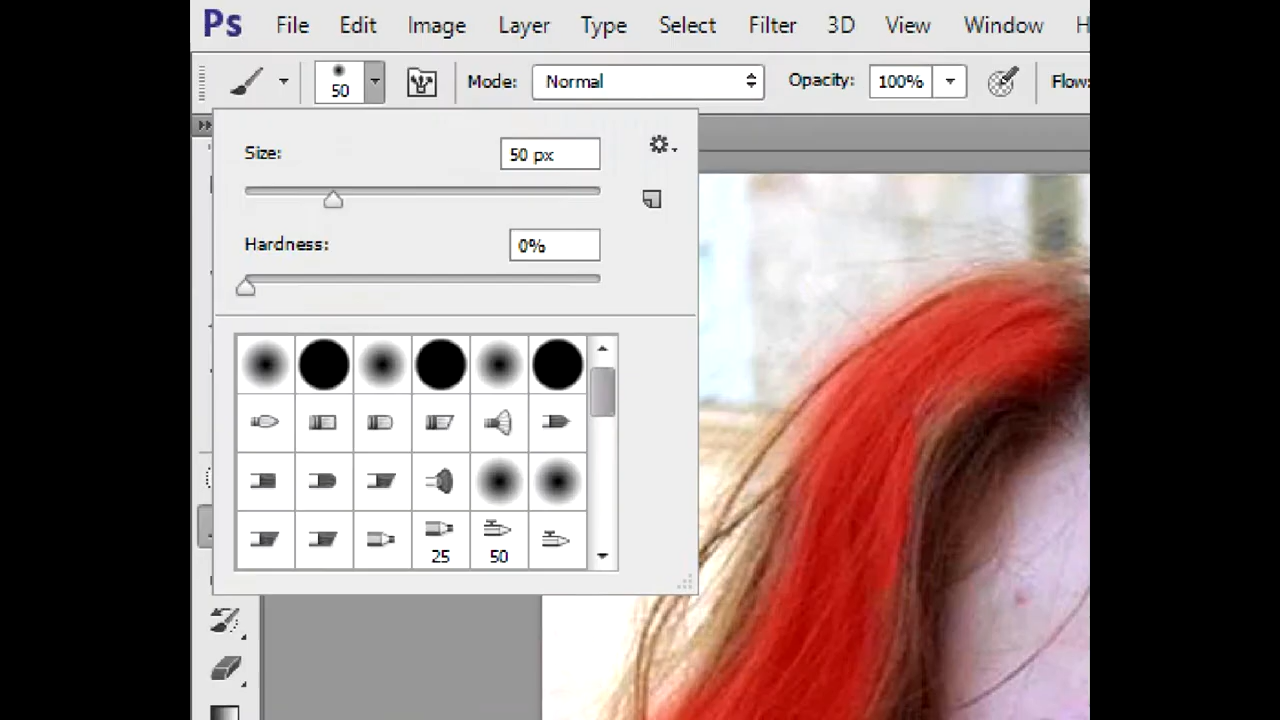 Ps File Edit Image Layer Type Select Filter 3D View Window H
50 Mode: Normal Opacity: 100% Flow:
Size: 50 px
Hardness: 0%
25 50